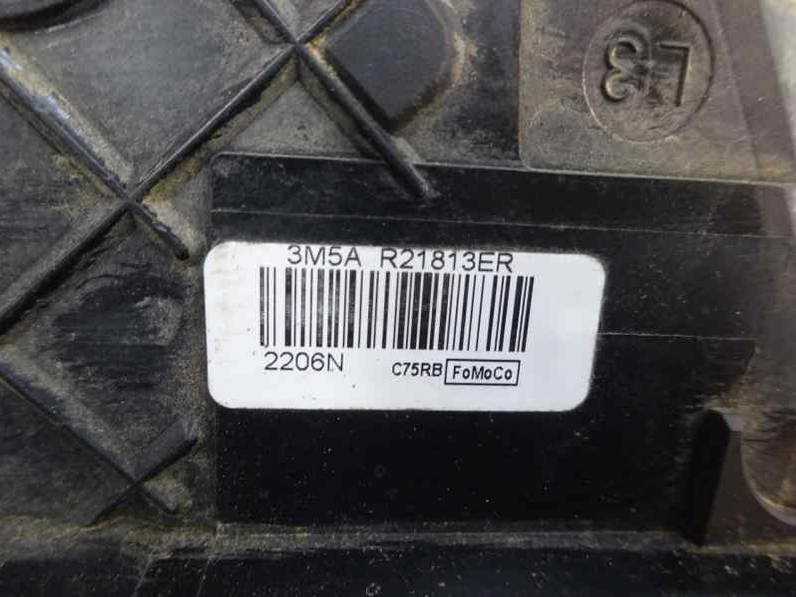 L3
3M5A R21813ER
2206N C75RB FoMoCo